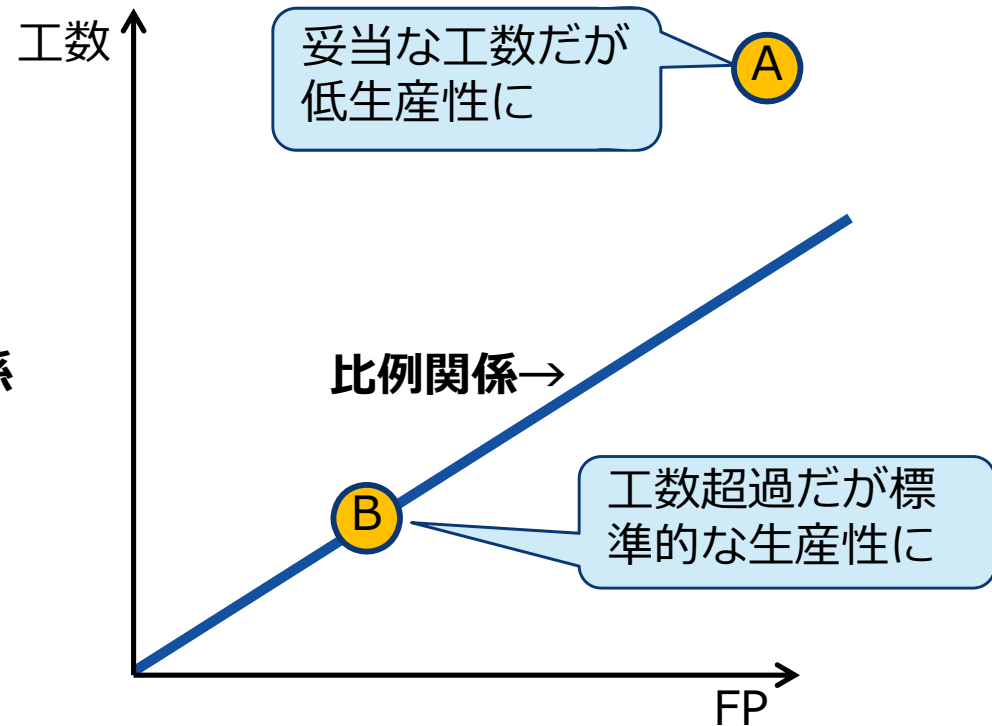 工数
妥当な工数だが
低生産性に
A
係
比例関係→
B
工数超過だが標
準的な生産性に
FP